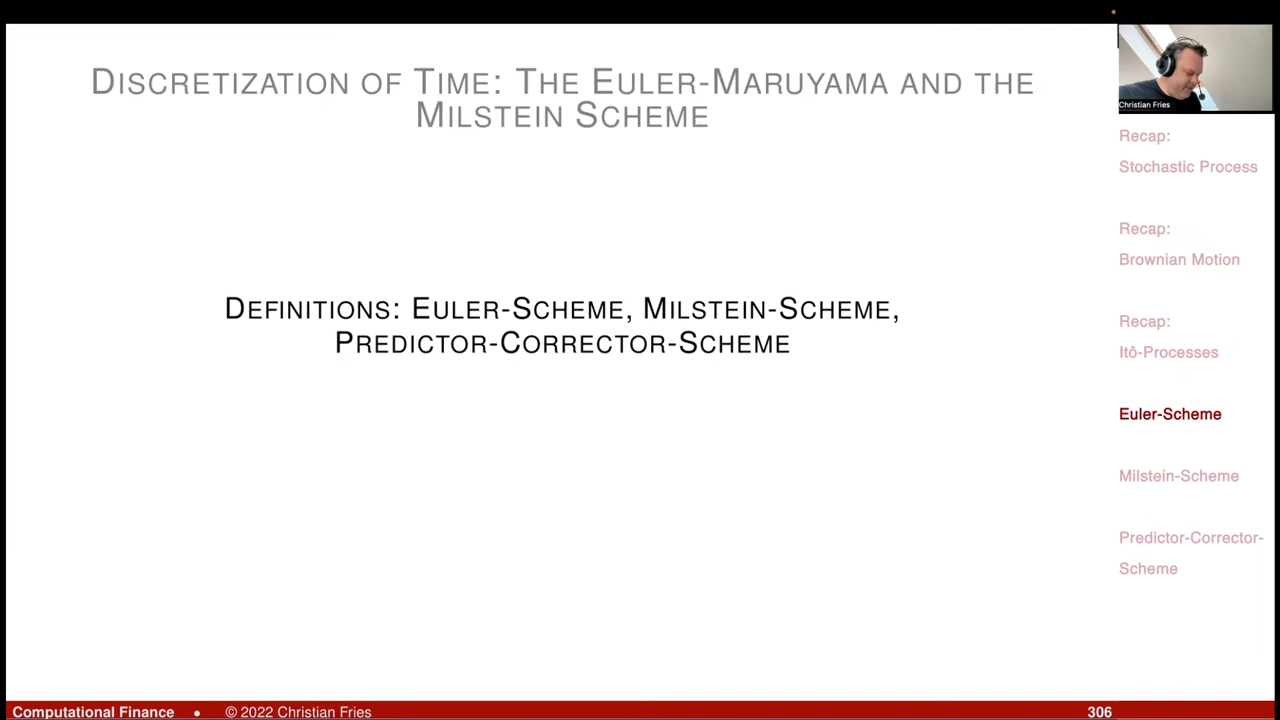 DISCRETIZATION OF TIME: THE EULER-MARUYAMA AND THE
MILSTEIN SCHEME
DEFINITIONS: EULER-SCHEME, MILSTEIN-SCHEME,
PREDICTOR-CORRECTOR-SCHEME
Christian Fries
Recap:
Stochastic Process
Recap:
Brownian Motion
Recap:
Itô-Processes
Euler-Scheme
Milstein-Scheme
Predictor-Corrector-
Scheme
Computational Finance • © 2022 Christian Fries 306